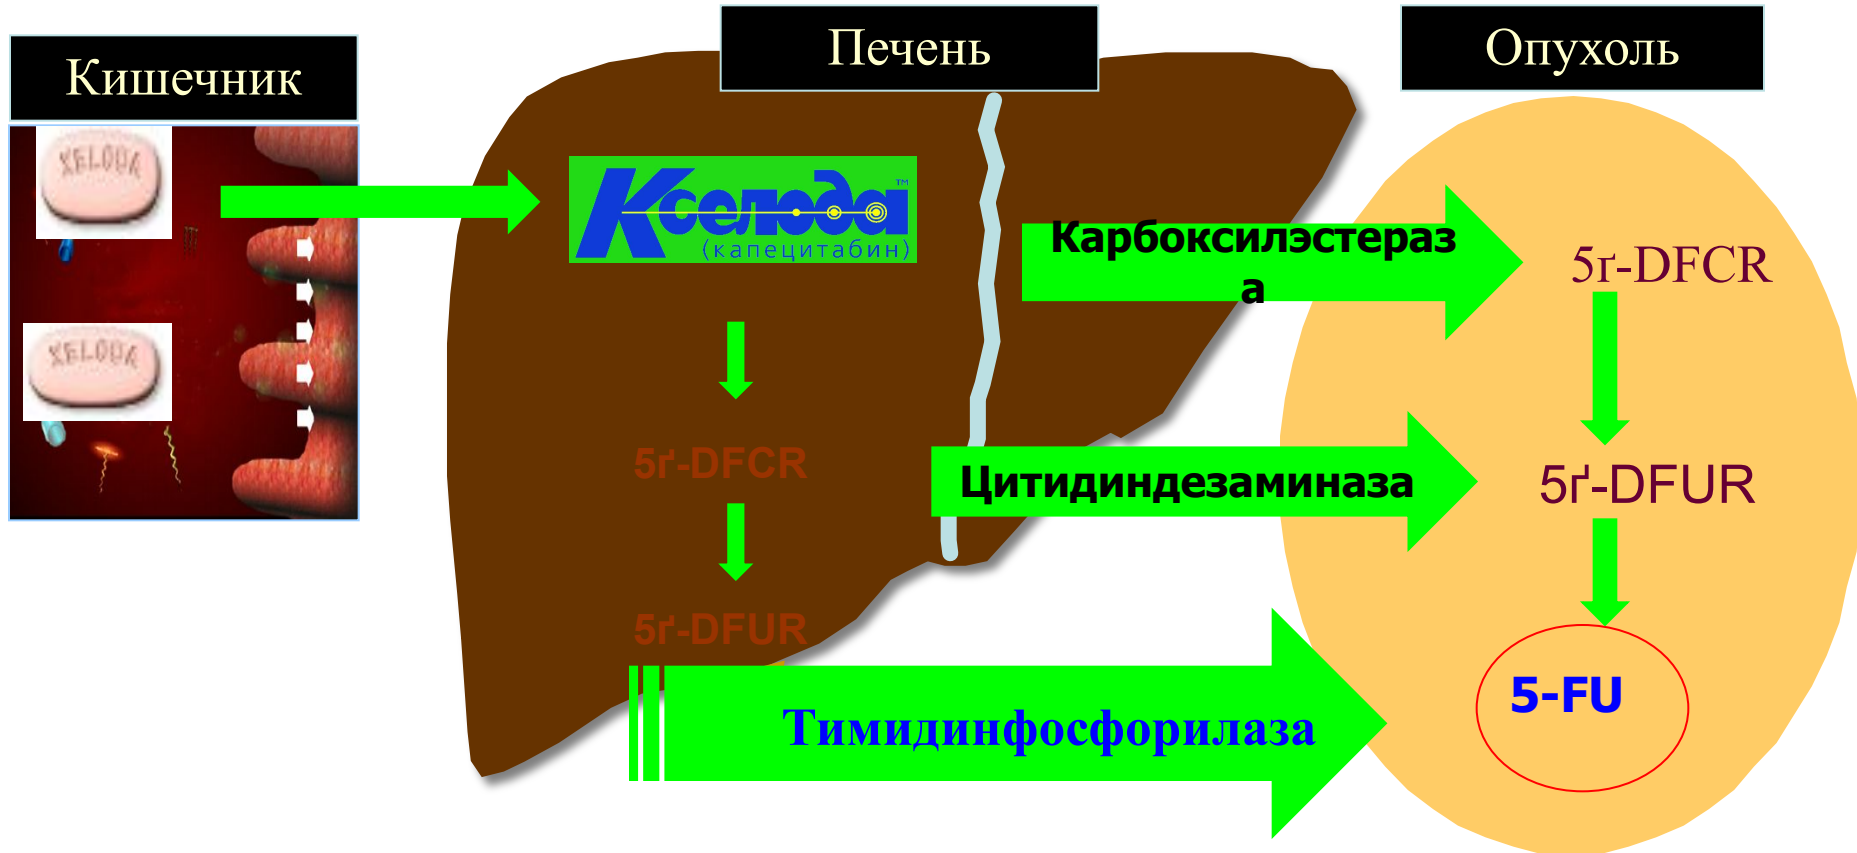 Кишечник
Печень
Опухоль
XELODA
XELODA
Кселода™
(капецитабин)
Карбоксилэстераз
а
5ґ-DFCR
5ґ-DFCR
Цитидиндезаминаза
5ґ-DFUR
5ґ-DFUR
Тимидинфосфорилаза
5-FU